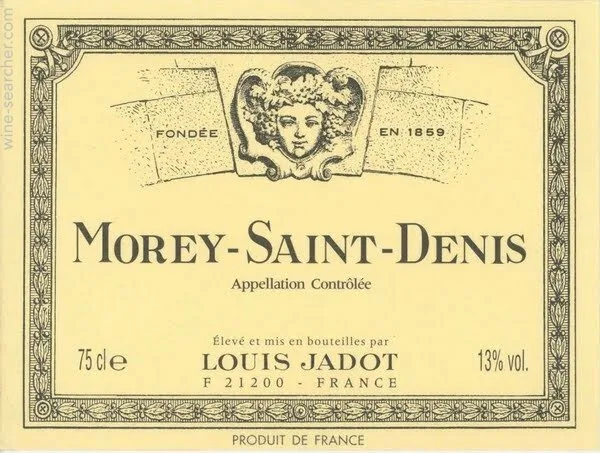 wine-searcher.com
FONDÉE EN 1859
MOREY-SAINT-DENIS
Appellation Contrôlée
Élevé et mis en bouteilles par
75 cl e LOUIS JADOT 13% vol.
F 21200 - FRANCE
PRODUIT DE FRANCE